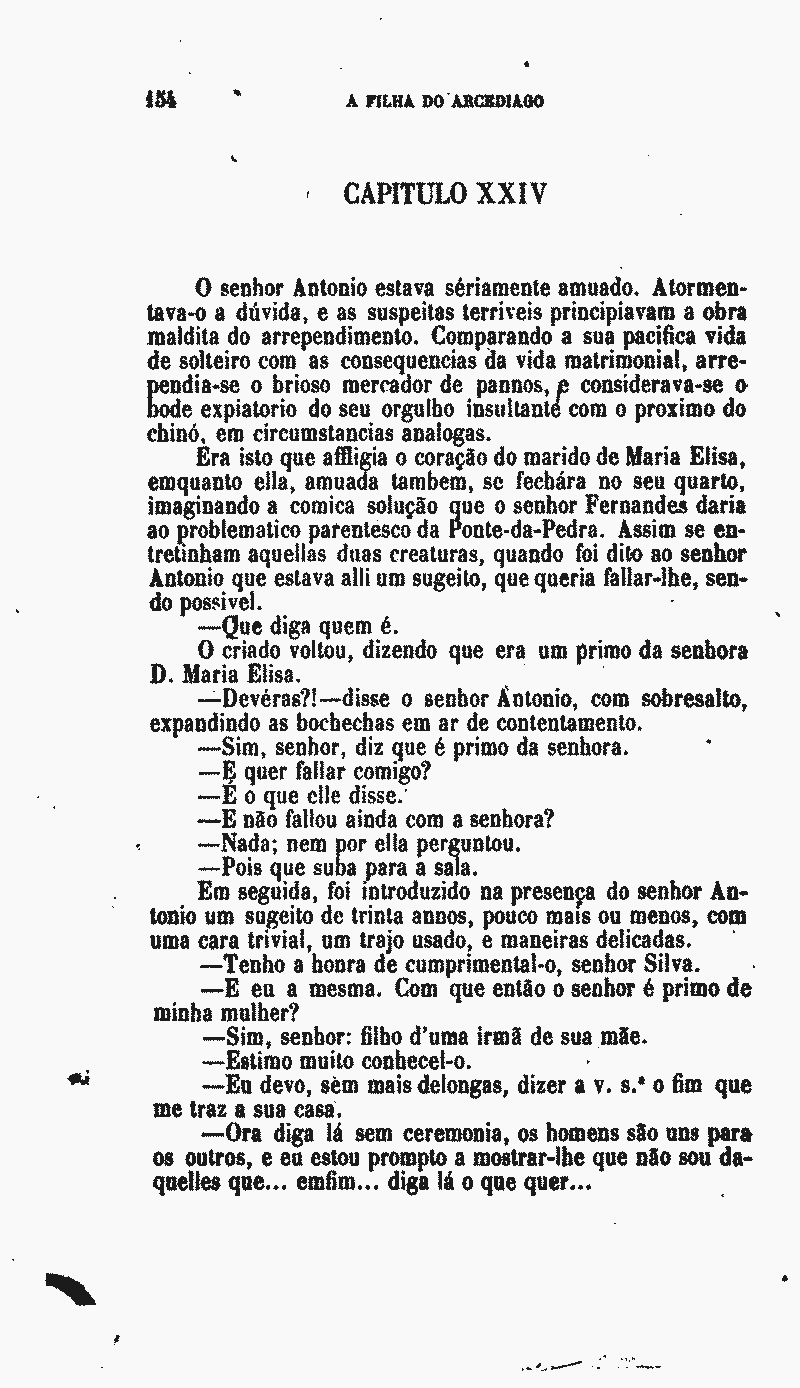 154 A FILHA DO ARCEDIAGO
CAPITULO XXIV
O senhor Antonio estava sériamente amuado. Atormen-
tava-o a dúvida, e as suspeitas terriveis principiavam a obra
maldita do arrependimento. Comparando a sua pacifica vida
de solteiro com as consequencias da vida matrimonial, arre-
pendia-se o brioso mercador de pannos, e considerava-se o
bode expiatorio do seu orgulho insultante com o proximo do
chinó, em circumstancias analogas.
Era isto que affligia o coração do marido de Maria Elisa,
emquanto ella, amuada tambem, se fechára no seu quarto,
imaginando a comica solução que o senhor Fernandes daria
ao problematico parentesco da Ponte-da-Pedra. Assim se en-
tretinham aquellas duas creaturas, quando foi dito ao senhor
Antonio que estava alli um sugeito, que queria fallar-lhe, sen-
do possivel.
—Que diga quem é.
O criado voltou, dizendo que era um primo da senhora
D. Maria Elisa.
—Devéras?!—disse o senhor Antonio, com sobresalto,
expandindo as bochechas em ar de contentamento.
—Sim, senhor, diz que é primo da senhora.
—E quer fallar comigo?
—É o que elle disse.
—E não fallou ainda com a senhora?
—Nada; nem por ella perguntou.
—Pois que suba para a sala.
Em seguida, foi introduzido na presença do senhor An-
tonio um sugeito de trinta annos, pouco mais ou menos, com
uma cara trivial, um trajo usado, e maneiras delicadas.
—Tenho a honra de cumprimental-o, senhor Silva.
—E eu a mesma. Com que então o senhor é primo de
minha mulher?
—Sim, senhor: filho d'uma irmã de sua mãe.
—Estimo muito conhecel-o.
—Eu devo, sem mais delongas, dizer a v. s.ª o fim que
me traz a sua casa.
—Ora diga lá sem ceremonia, os homens são uns para
os outros, e eu estou prompto a mostrar-lhe que não sou da-
quelles que... emfim... diga lá o que quer...